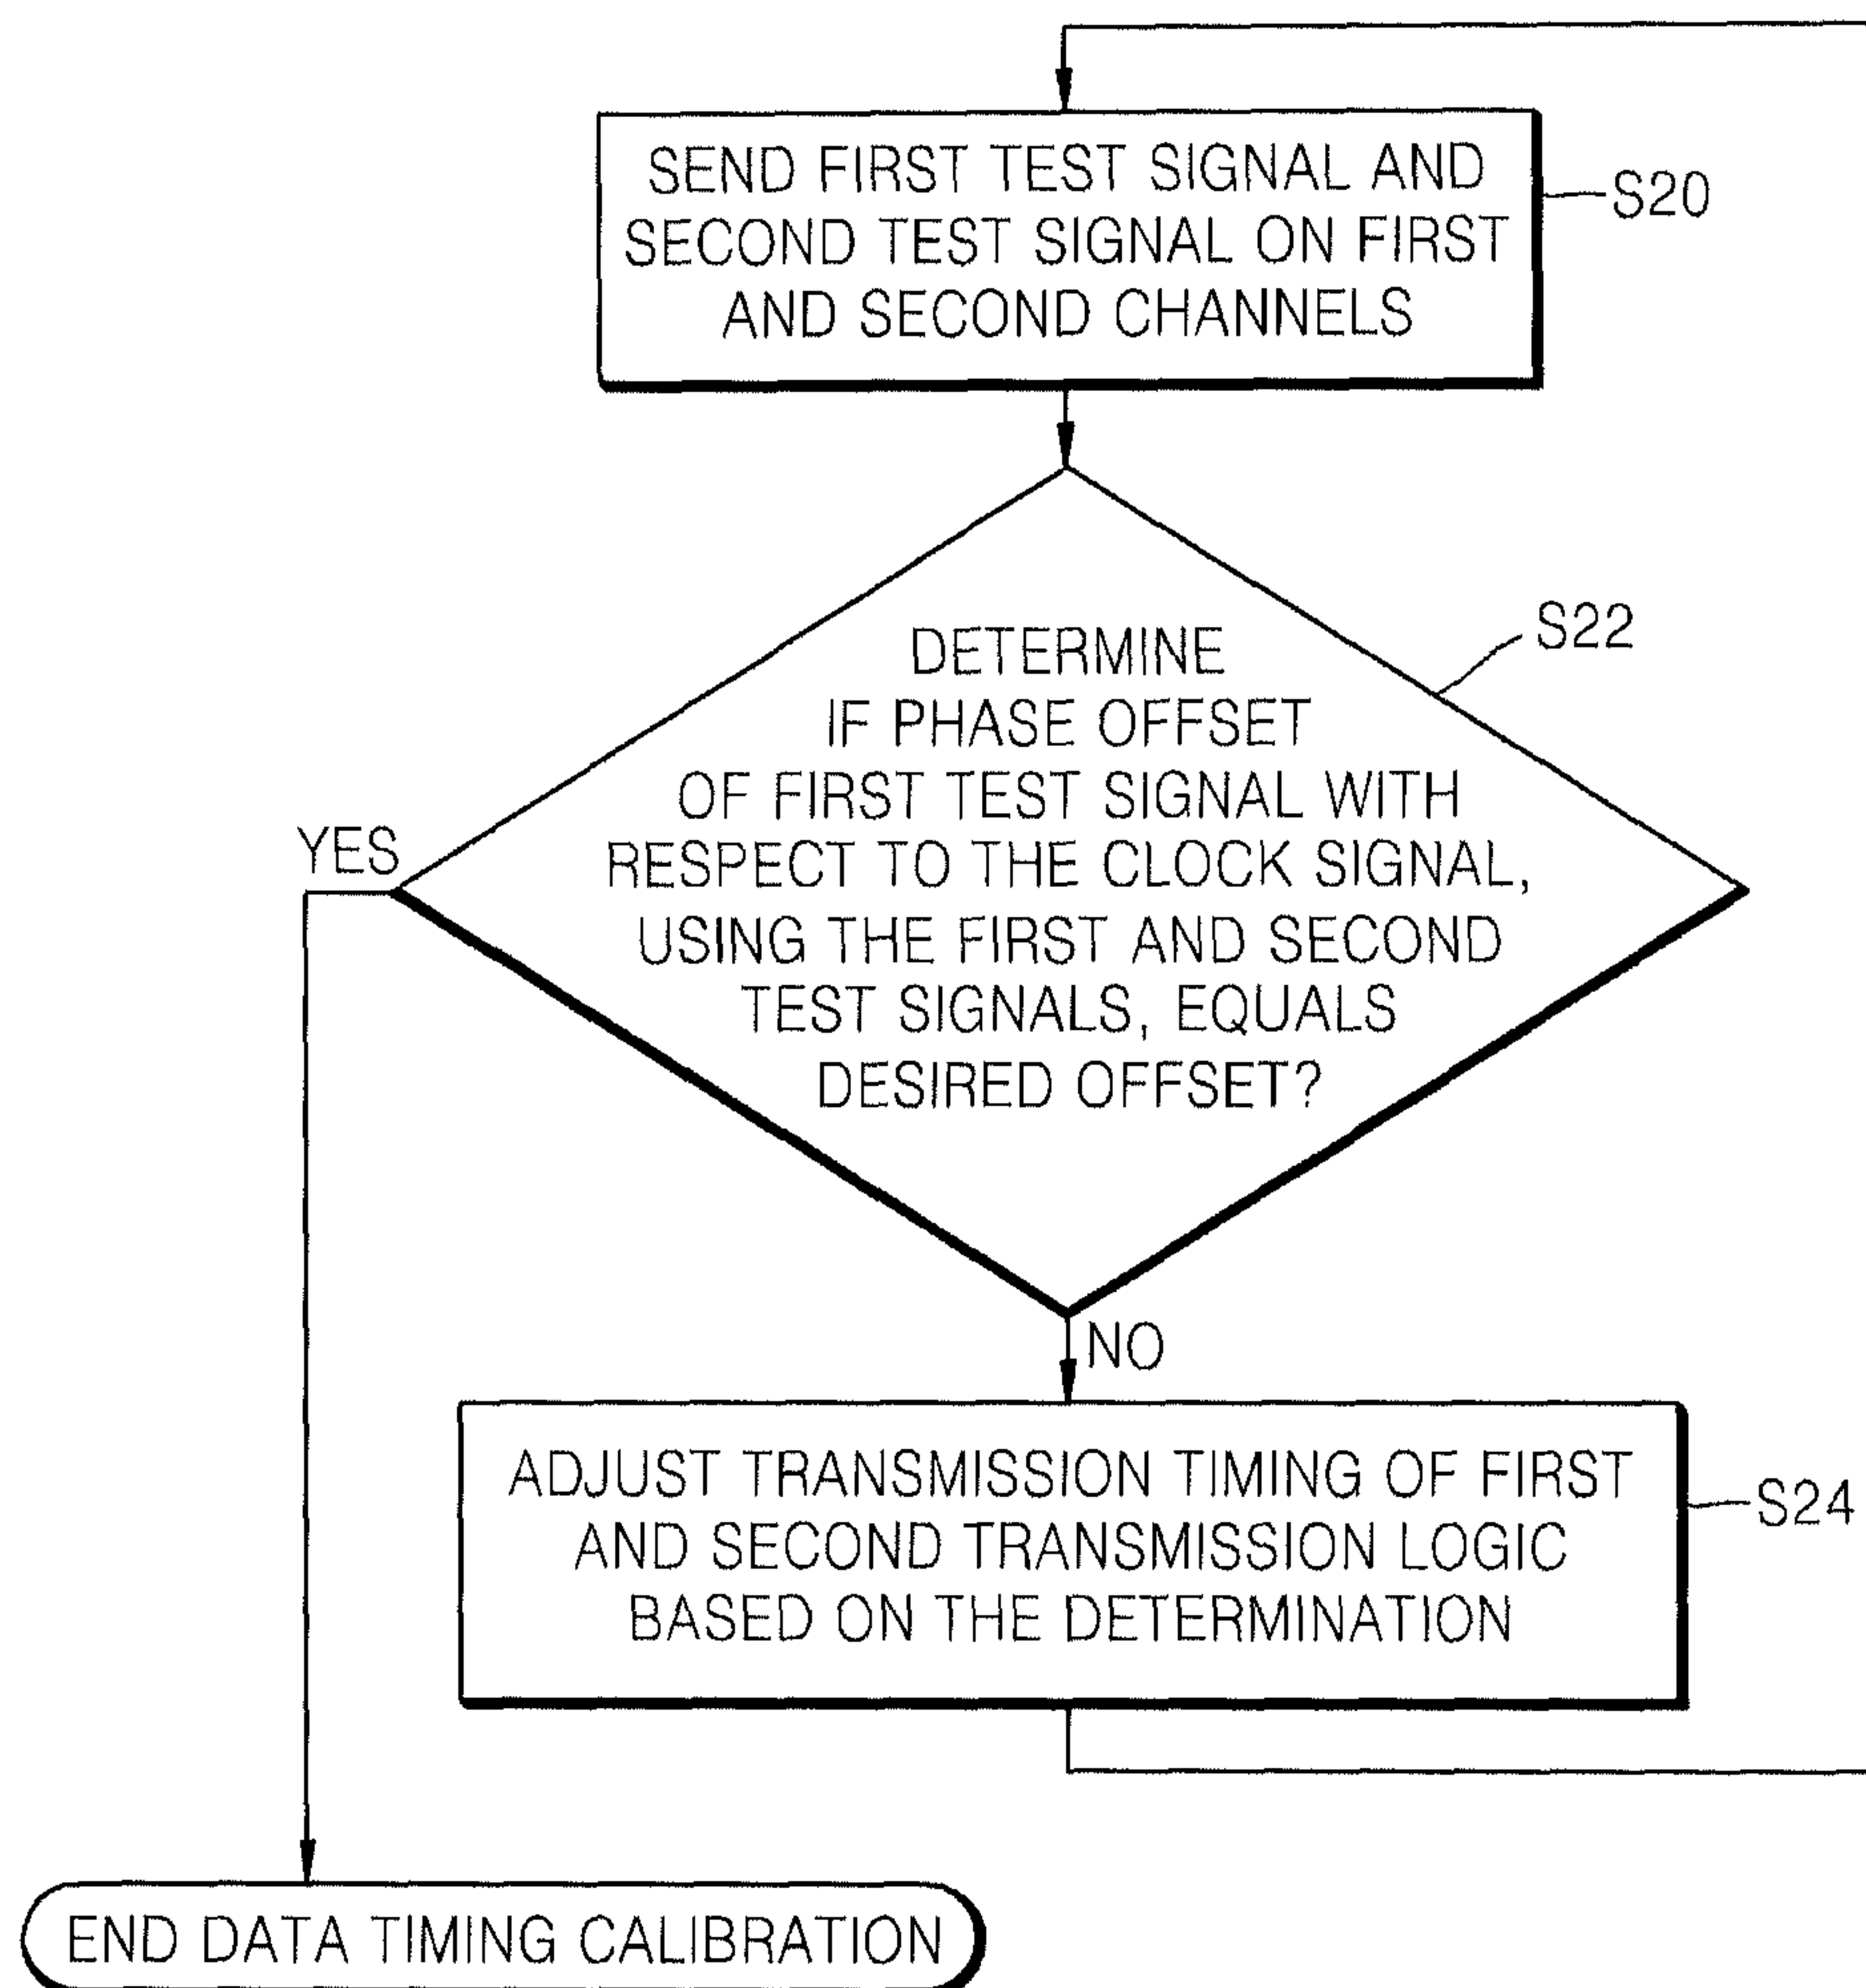 SEND FIRST TEST SIGNAL AND
SECOND TEST SIGNAL ON FIRST
AND SECOND CHANNELS
S20
DETERMINE
IF PHASE OFFSET
OF FIRST TEST SIGNAL WITH
RESPECT TO THE CLOCK SIGNAL,
USING THE FIRST AND SECOND
TEST SIGNALS, EQUALS
DESIRED OFFSET?
S22
YES
NO
ADJUST TRANSMISSION TIMING OF FIRST
AND SECOND TRANSMISSION LOGIC
BASED ON THE DETERMINATION
S24
END DATA TIMING CALIBRATION